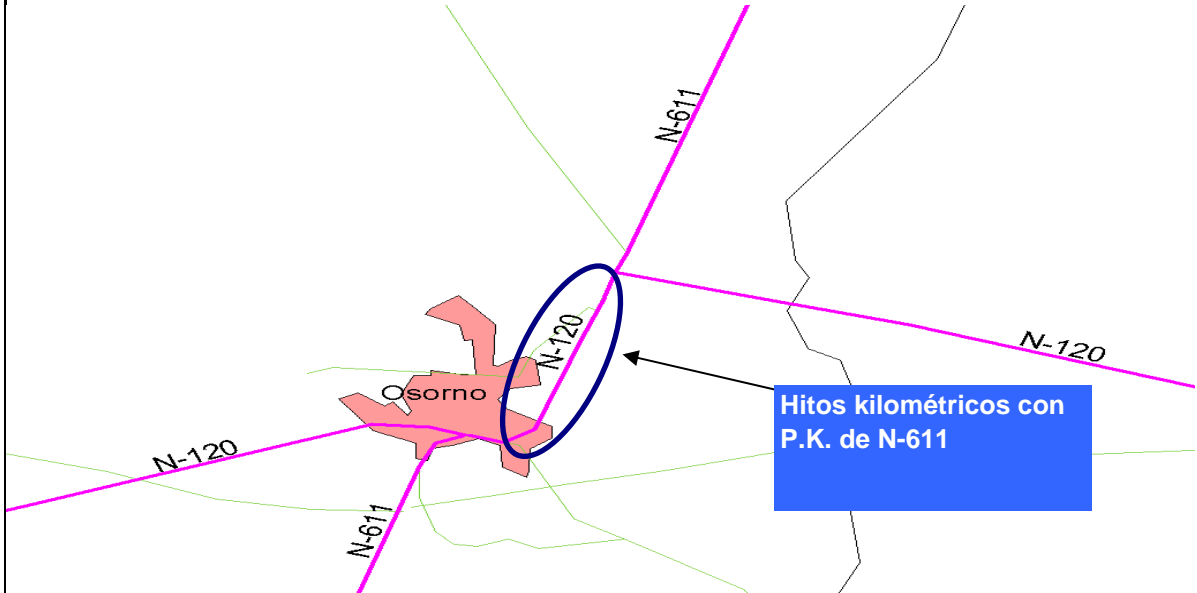 N-611
N-120
N-120
Osorno
Hitos kilométricos con
P.K. de N-611
N-120
N-611